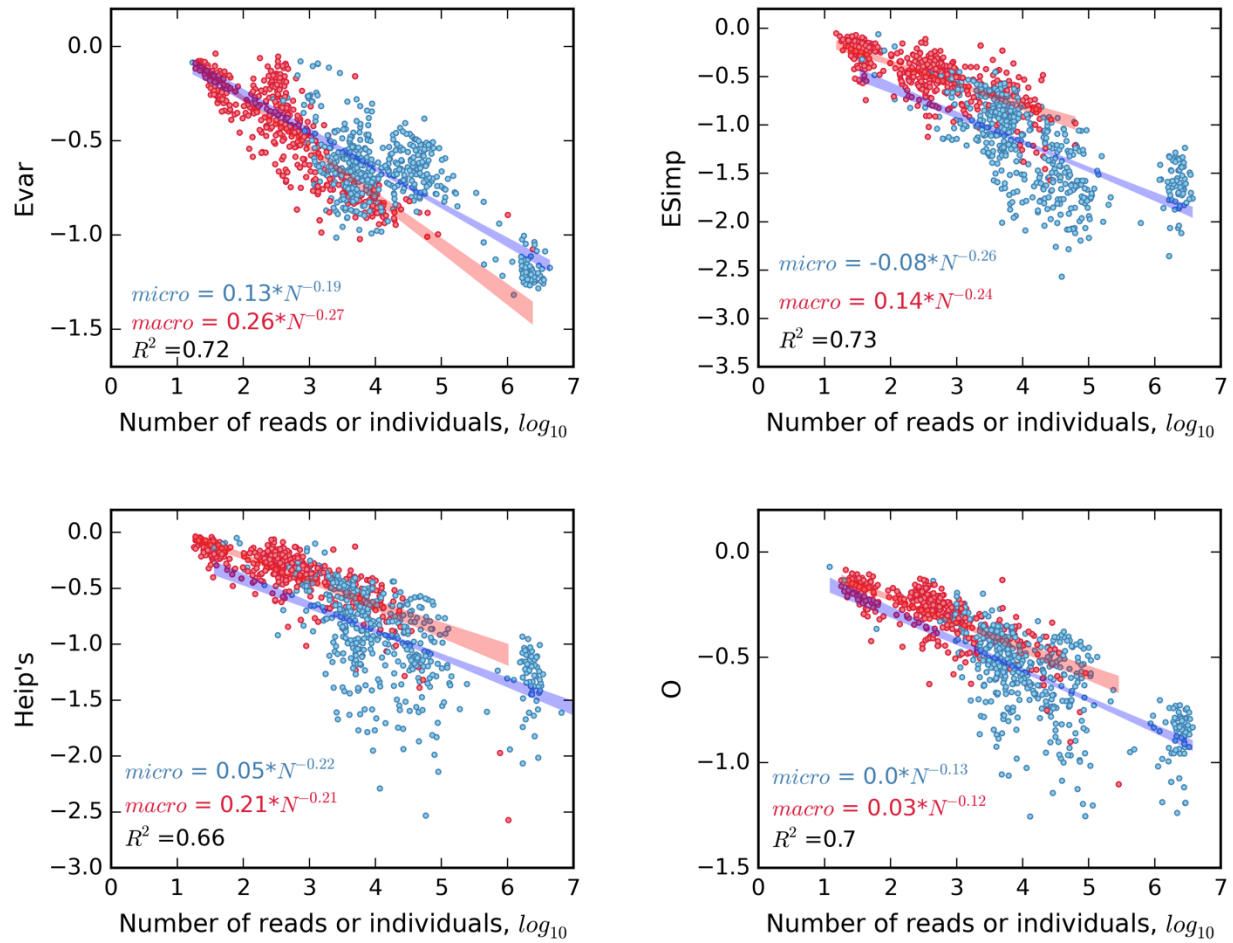 0.0
−0.5
−1.0
−1.5
Evar
micro = 0.13*N^−0.19
macro = 0.26*N^−0.27
R^2 =0.72
0 1 2 3 4 5 6 7
Number of reads or individuals, log_10
0.0
−0.5
−1.0
−1.5
−2.0
−2.5
−3.0
−3.5
ESimp
micro = -0.08*N^−0.26
macro = 0.14*N^−0.24
R^2 =0.73
0 1 2 3 4 5 6 7
Number of reads or individuals, log_10
0.0
−0.5
−1.0
−1.5
−2.0
−2.5
−3.0
Heip's
micro = 0.05*N^−0.22
macro = 0.21*N^−0.21
R^2 =0.66
0 1 2 3 4 5 6 7
Number of reads or individuals, log_10
0.0
−0.5
−1.0
−1.5
O
micro = 0.0*N^−0.13
macro = 0.03*N^−0.12
R^2 =0.7
0 1 2 3 4 5 6 7
Number of reads or individuals, log_10